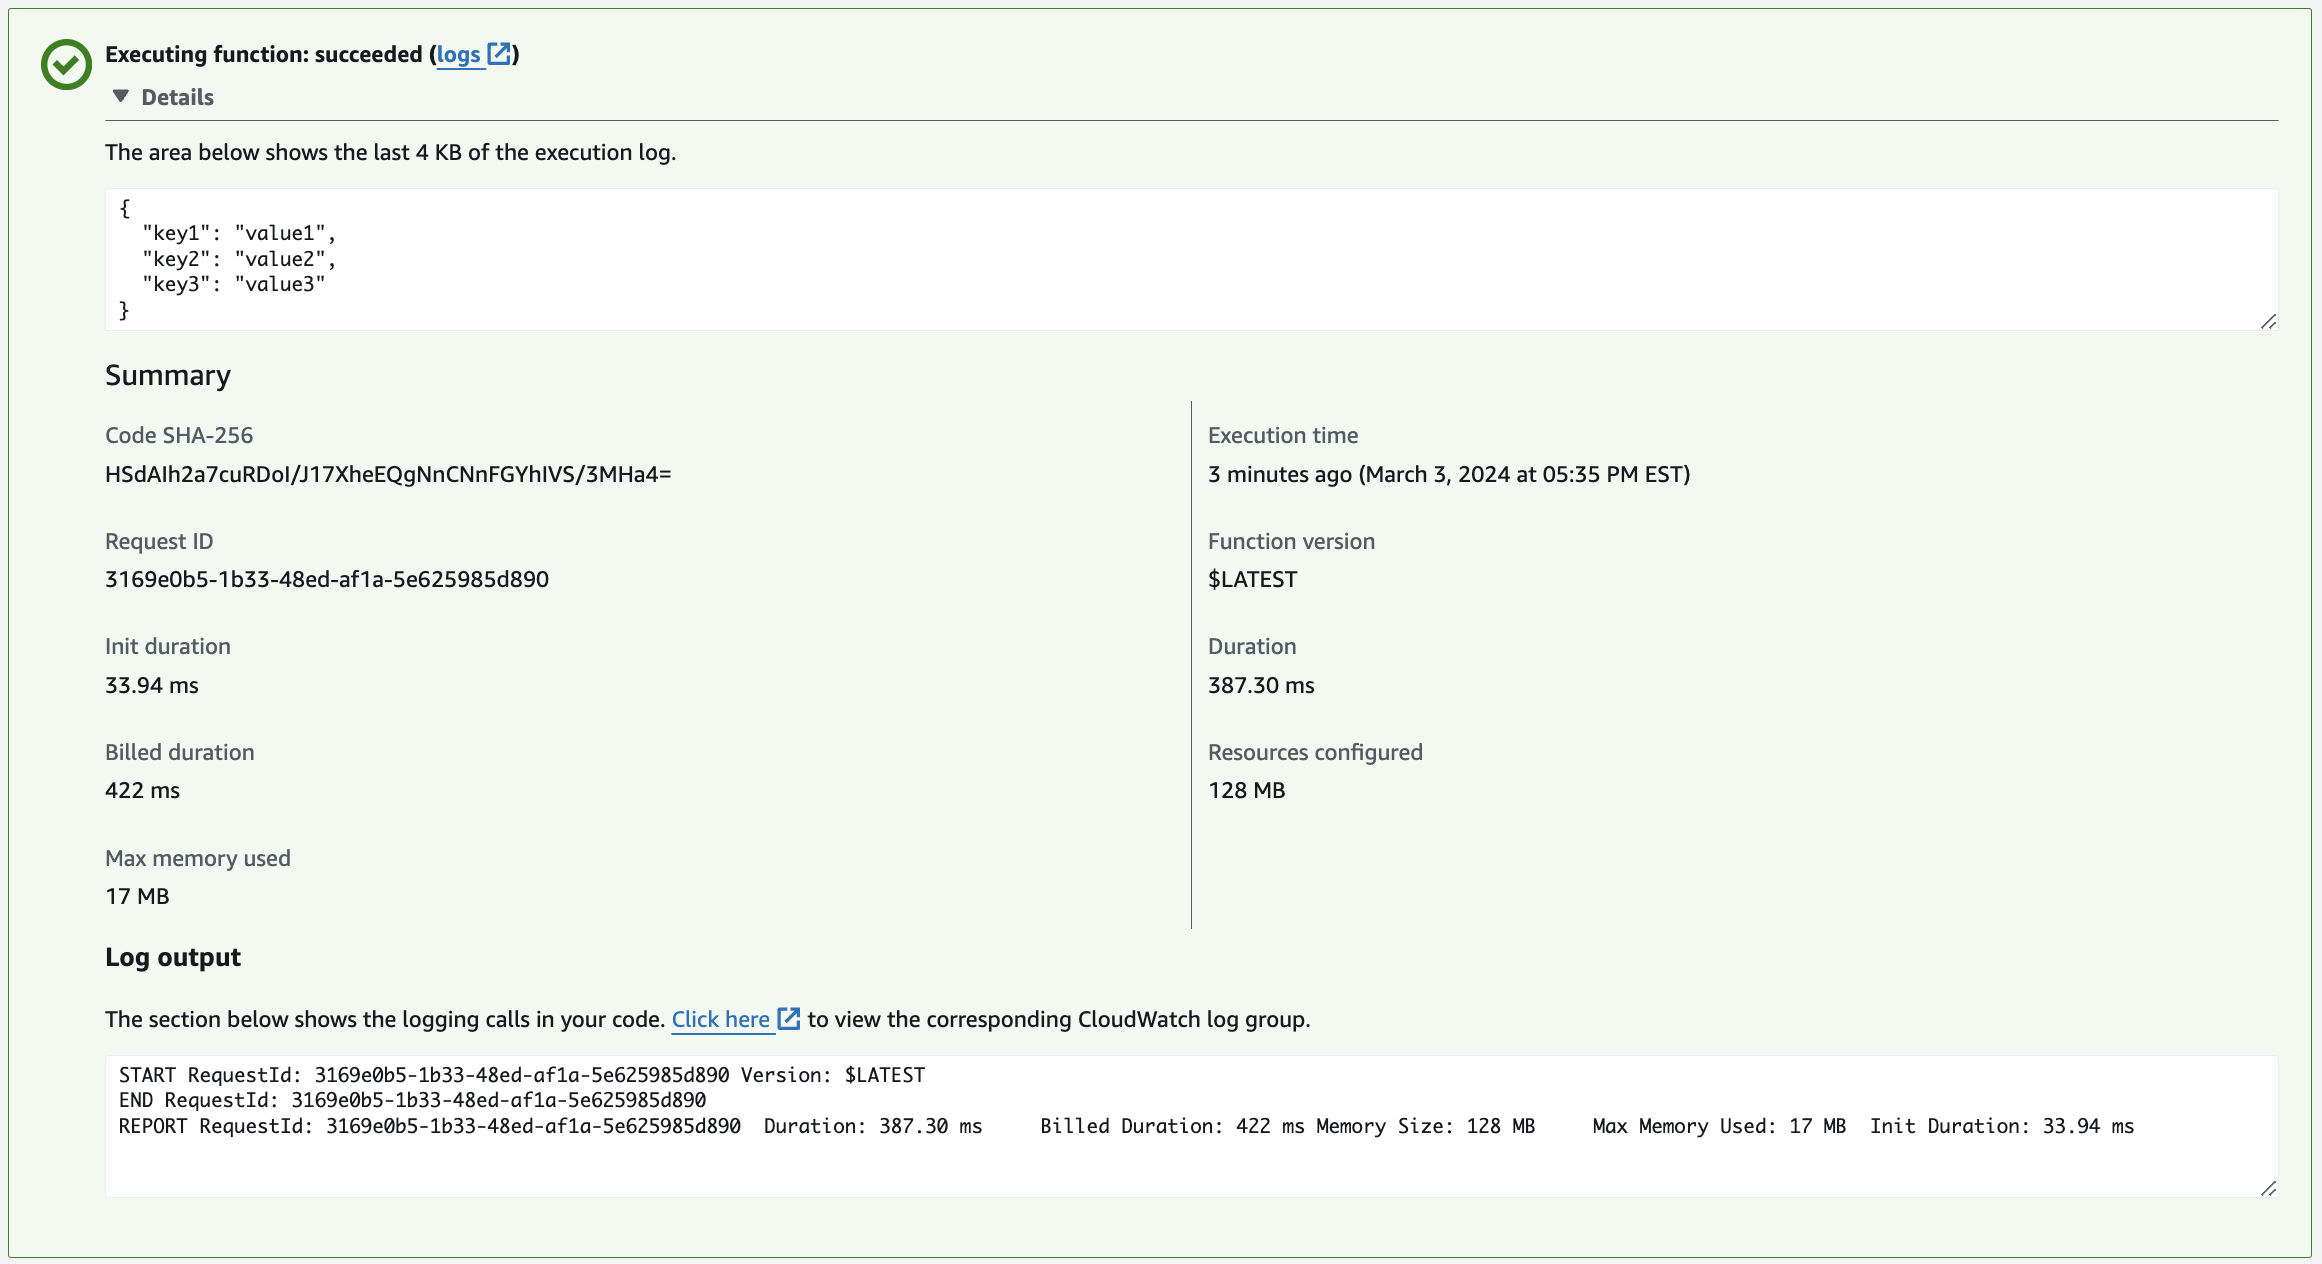 Executing function: succeeded (logs)
Details
The area below shows the last 4 KB of the execution log.
{
  "key1": "value1",
  "key2": "value2",
  "key3": "value3"
}
Summary
Code SHA-256
HSdAIh2a7cuRDoI/J17XheEQgNnCNnFGYhIVS/3MHa4=
Execution time
3 minutes ago (March 3, 2024 at 05:35 PM EST)
Request ID
3169e0b5-1b33-48ed-af1a-5e625985d890
Function version
$LATEST
Init duration
33.94 ms
Duration
387.30 ms
Billed duration
422 ms
Resources configured
128 MB
Max memory used
17 MB
Log output
The section below shows the logging calls in your code. Click here to view the corresponding CloudWatch log group.
START RequestId: 3169e0b5-1b33-48ed-af1a-5e625985d890 Version: $LATEST
END RequestId: 3169e0b5-1b33-48ed-af1a-5e625985d890
REPORT RequestId: 3169e0b5-1b33-48ed-af1a-5e625985d890  Duration: 387.30 ms     Billed Duration: 422 ms Memory Size: 128 MB     Max Memory Used: 17 MB  Init Duration: 33.94 ms